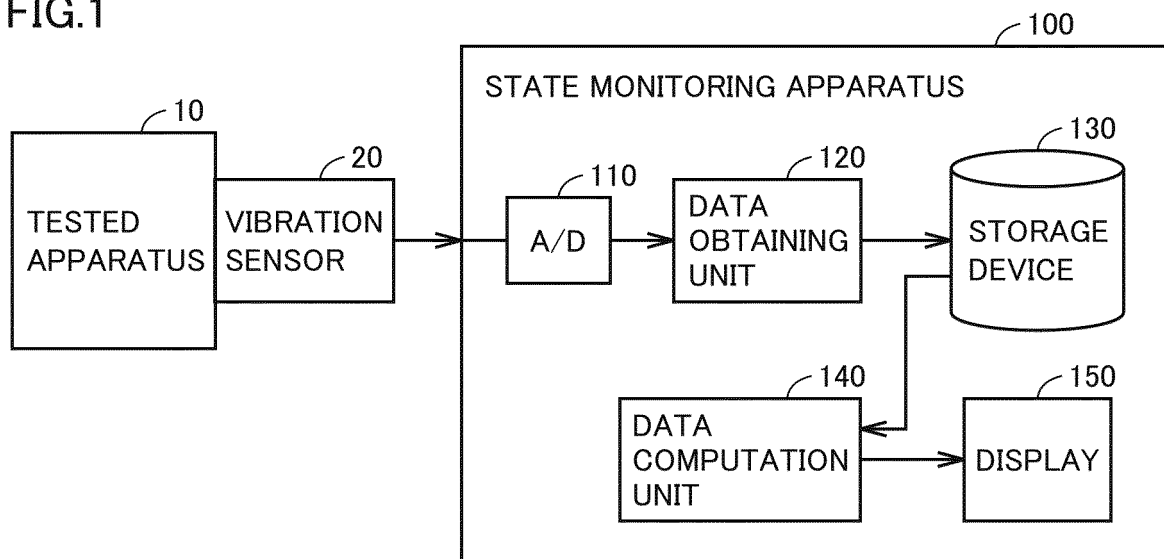 FIG.1
100
STATE MONITORING APPARATUS
10
20
110
120
130
TESTED
APPARATUS
VIBRATION
SENSOR
A/D
DATA
OBTAINING
UNIT
STORAGE
DEVICE
140
150
DATA
COMPUTATION
UNIT
DISPLAY